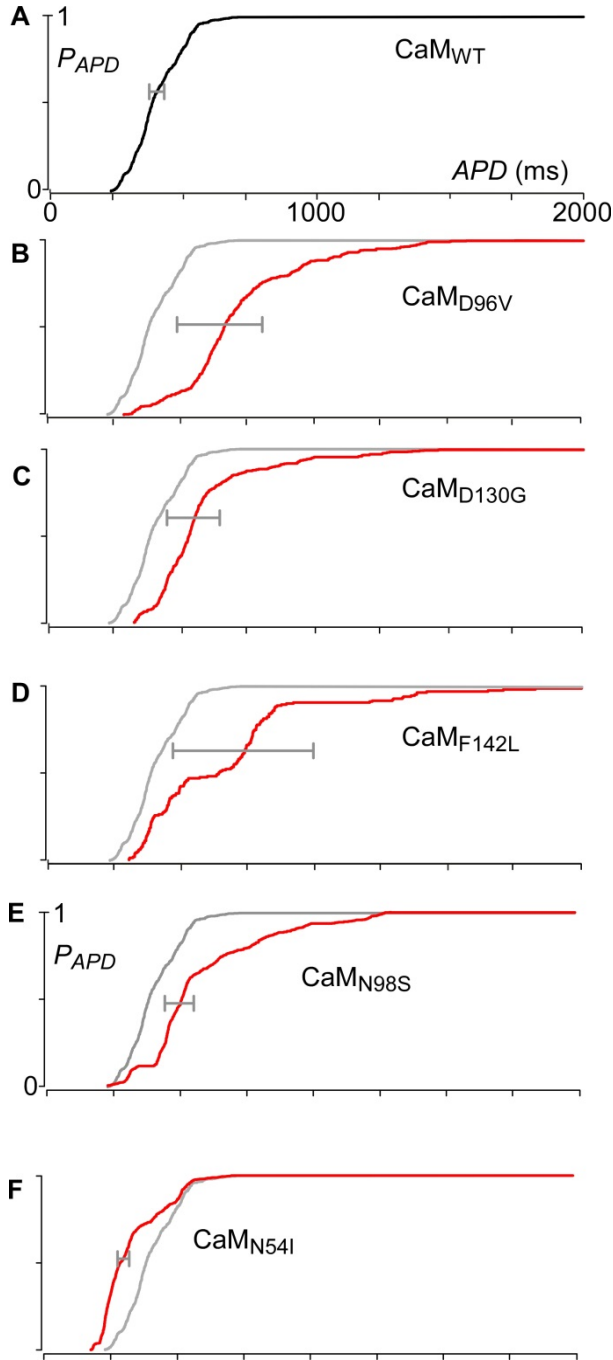 A
1
P_APD
CaM_WT
APD (ms)
0
0 1000 2000
B
CaM_D96V
C
CaM_D130G
D
CaM_F142L
E
1
P_APD
CaM_N98S
0
F
CaM_N54I